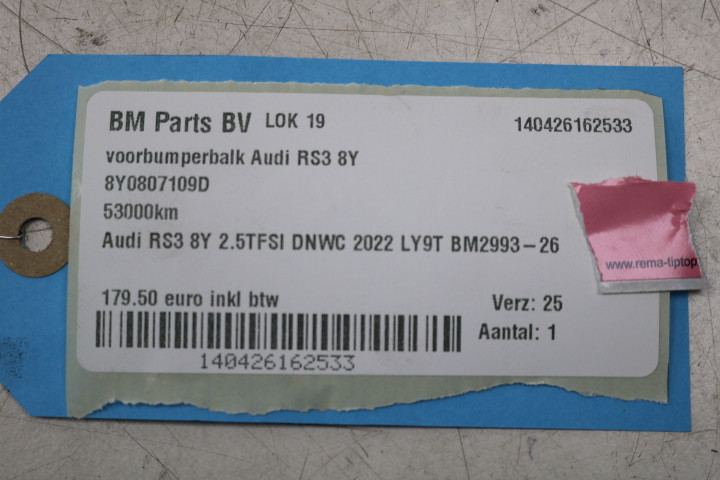 BM Parts BV LOK 19 140426162533
voorbumperbalk Audi RS3 8Y
8Y0807109D
53000km
Audi RS3 8Y 2.5TFSI DNWC 2022 LY9T BM2993-26
www.rema-tiptop
179.50 euro inkl btw Verz: 25
Aantal: 1
140426162533